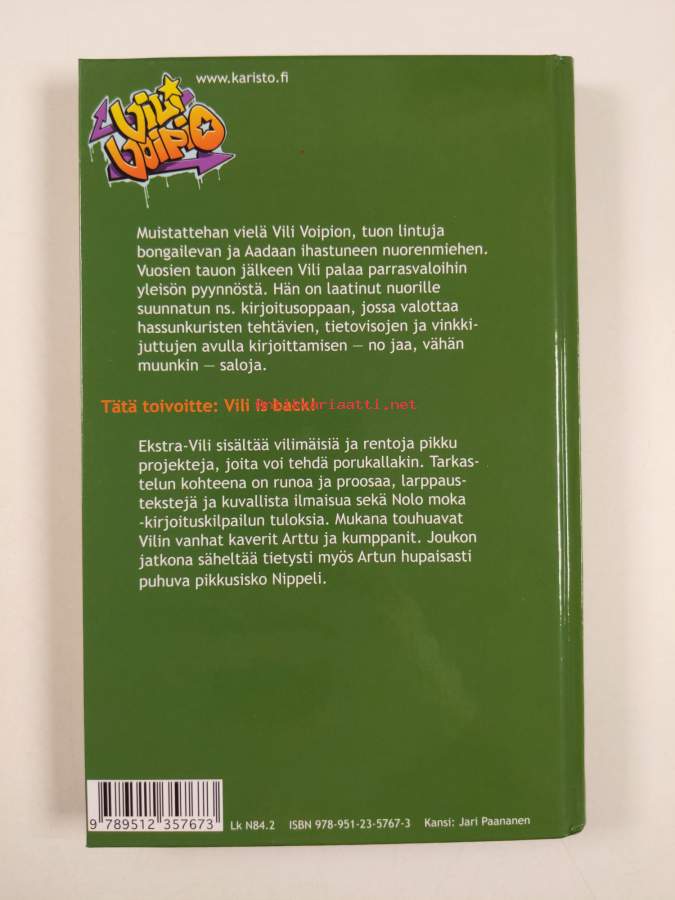 www.karisto.fi
Vili
Voipio
Muistattehan vielä Vili Voipion, tuon lintuja
bongailevan ja Aadaan ihastuneen nuorenmiehen.
Vuosien tauon jälkeen Vili palaa parrasvaloihin
yleisön pyynnöstä. Hän on laatinut nuorille
suunnatun ns. kirjoitusoppaan, jossa valottaa
hassunkuristen tehtävien, tietovisojen ja vinkki-
juttujen avulla kirjoittamisen — no jaa, vähän
muunkin — saloja.
Tätä toivoitte: Vili is back!
antikvariaatti.net
Ekstra-Vili sisältää vilimäisiä ja rentoja pikku
projekteja, joita voi tehdä porukallakin. Tarkas-
telun kohteena on runoa ja proosaa, larppaus-
tekstejä ja kuvallista ilmaisua sekä Nolo moka
-kirjoituskilpailun tuloksia. Mukana touhuavat
Vilin vanhat kaverit Arttu ja kumppanit. Joukon
jatkona säheltää tietysti myös Artun hupaisasti
puhuva pikkusisko Nippeli.
9 789512 357673
Lk N84.2 ISBN 978-951-23-5767-3 Kansi: Jari Paananen